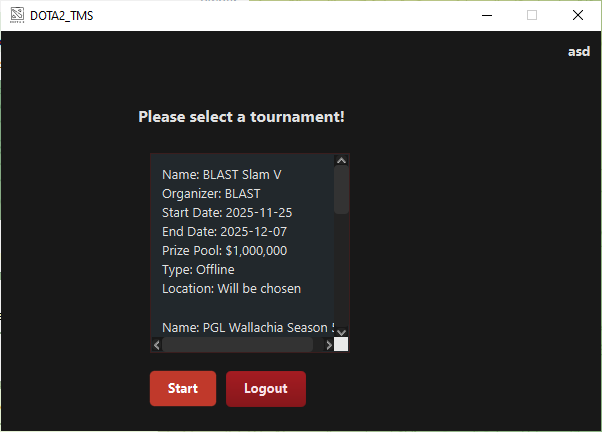 DOTA2_TMS
asd
Please select a tournament!
Name: BLAST Slam V
Organizer: BLAST
Start Date: 2025-11-25
End Date: 2025-12-07
Prize Pool: $1,000,000
Type: Offline
Location: Will be chosen
Name: PGL Wallachia Season
Start
Logout